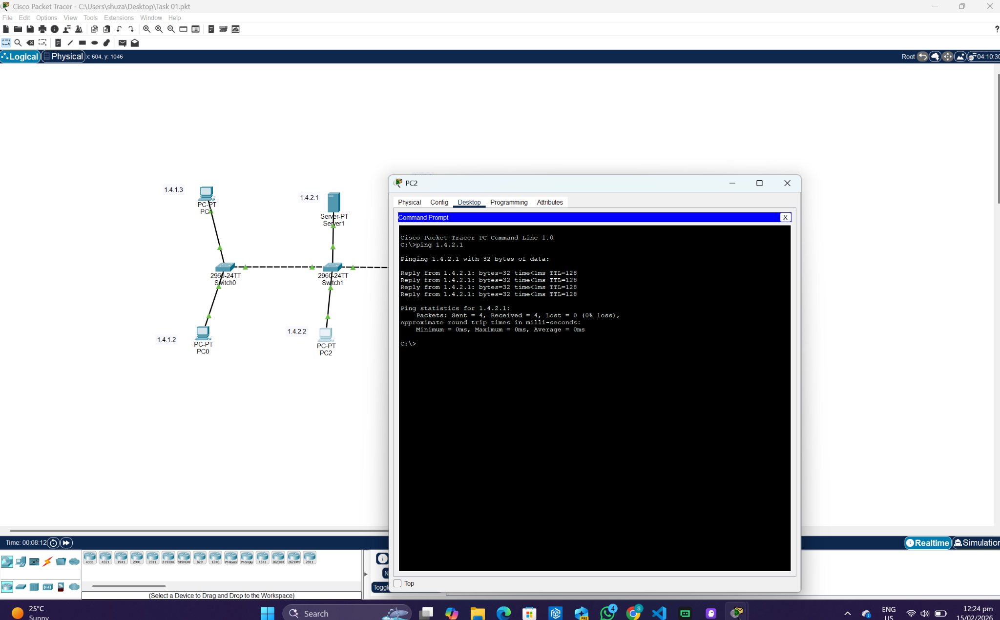 Cisco Packet Tracer - C:\Users\shuza\Desktop\Task 01.pkt
File Edit Options View Tools Extensions Window Help
?
Logical Physical x: 604, y: 1046
Root 04:10:30
1.4.1.3
PC-PT
1.4.2.1
Server-PT
Server1
2960-24TT
Switch0
2960-24TT
Switch1
1.4.1.2
PC-PT
PC0
1.4.2.2
PC-PT
PC2
PC2
Physical Config Desktop Programming Attributes
Command Prompt X
Cisco Packet Tracer PC Command Line 1.0
C:\>ping 1.4.2.1
Pinging 1.4.2.1 with 32 bytes of data:
Reply from 1.4.2.1: bytes=32 time<1ms TTL=128
Reply from 1.4.2.1: bytes=32 time<1ms TTL=128
Reply from 1.4.2.1: bytes=32 time<1ms TTL=128
Reply from 1.4.2.1: bytes=32 time<1ms TTL=128
Ping statistics for 1.4.2.1:
Packets: Sent = 4, Received = 4, Lost = 0 (0% loss),
Approximate round trip times in milli-seconds:
Minimum = 0ms, Maximum = 0ms, Average = 0ms
C:\>
Top
Time: 00:08:12
Realtime Simulation
4331 4321 1941 2901 2911 819IOX 819HGW 829 1240 PT-Router PT-Empty 1841 2620XM 2621XM 2811
(Select a Device to Drag and Drop to the Workspace)
N
Toggl
25°C
Sunny
Search
PRE
4
S
ENG
US
12:24 pm
15/02/2026